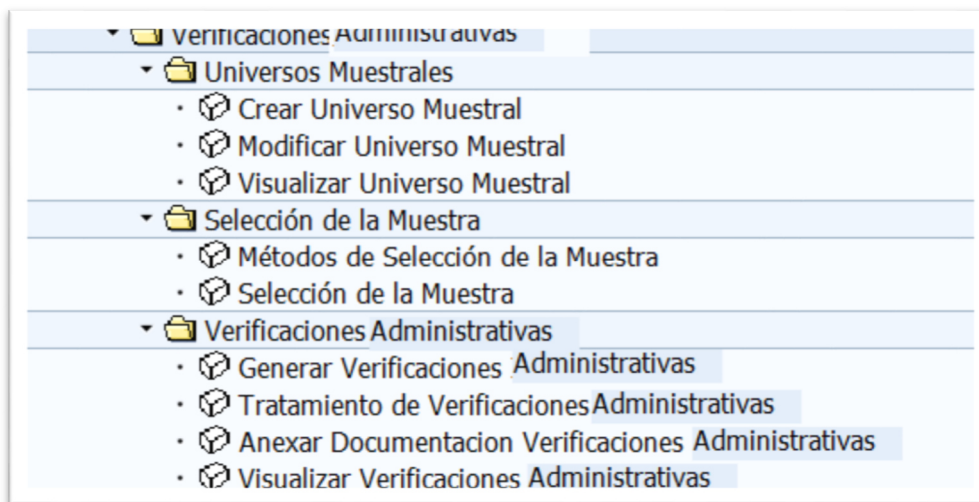 Verificaciones Administrativas
Universos Muestrales
Crear Universo Muestral
Modificar Universo Muestral
Visualizar Universo Muestral
Selección de la Muestra
Métodos de Selección de la Muestra
Selección de la Muestra
Verificaciones Administrativas
Generar Verificaciones Administrativas
Tratamiento de Verificaciones Administrativas
Anexar Documentacion Verificaciones Administrativas
Visualizar Verificaciones Administrativas